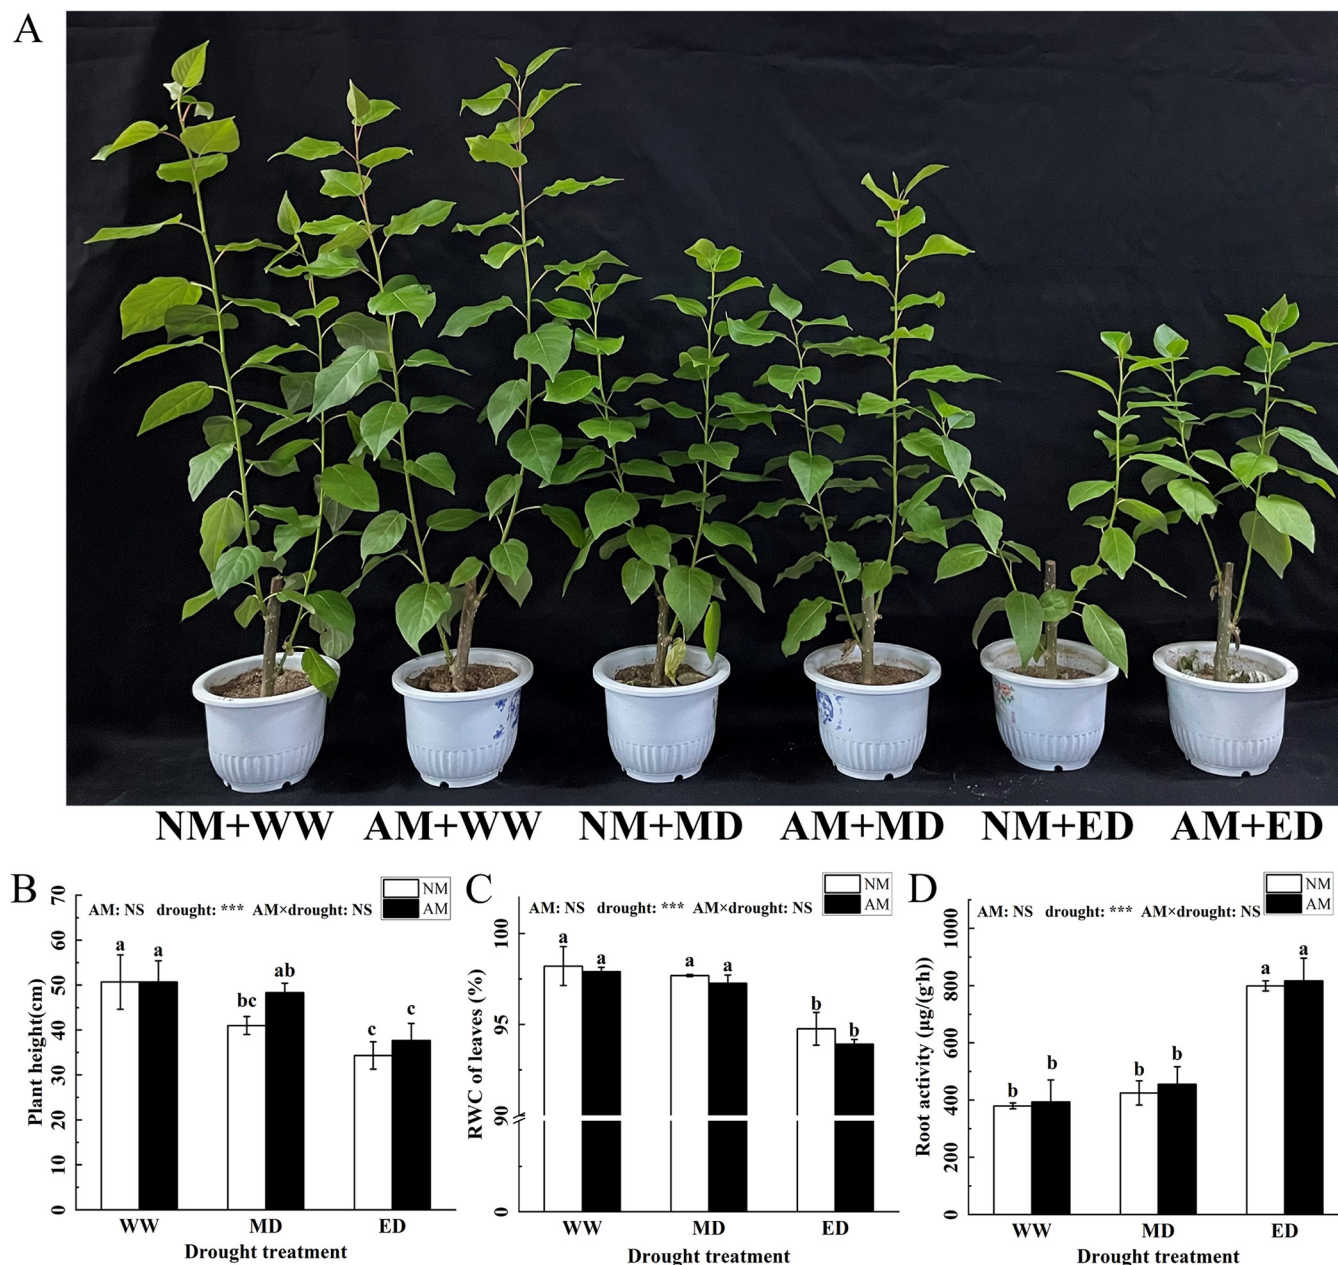 A
NM+WW AM+WW NM+MD AM+MD NM+ED AM+ED
B
NM
AM
AM: NS drought: *** AM×drought: NS
Plant height(cm)
70
60
50
40
30
20
10
0
a a bc ab c c
WW MD ED
Drought treatment
C
NM
AM
AM: NS drought: *** AM×drought: NS
RWC of leaves (%)
100
95
90
0
a a a a b b
WW MD ED
Drought treatment
D
NM
AM
AM: NS drought: *** AM×drought: NS
Root activity (μg/(g·h))
1000
800
600
400
200
0
b b b b a a
WW MD ED
Drought treatment